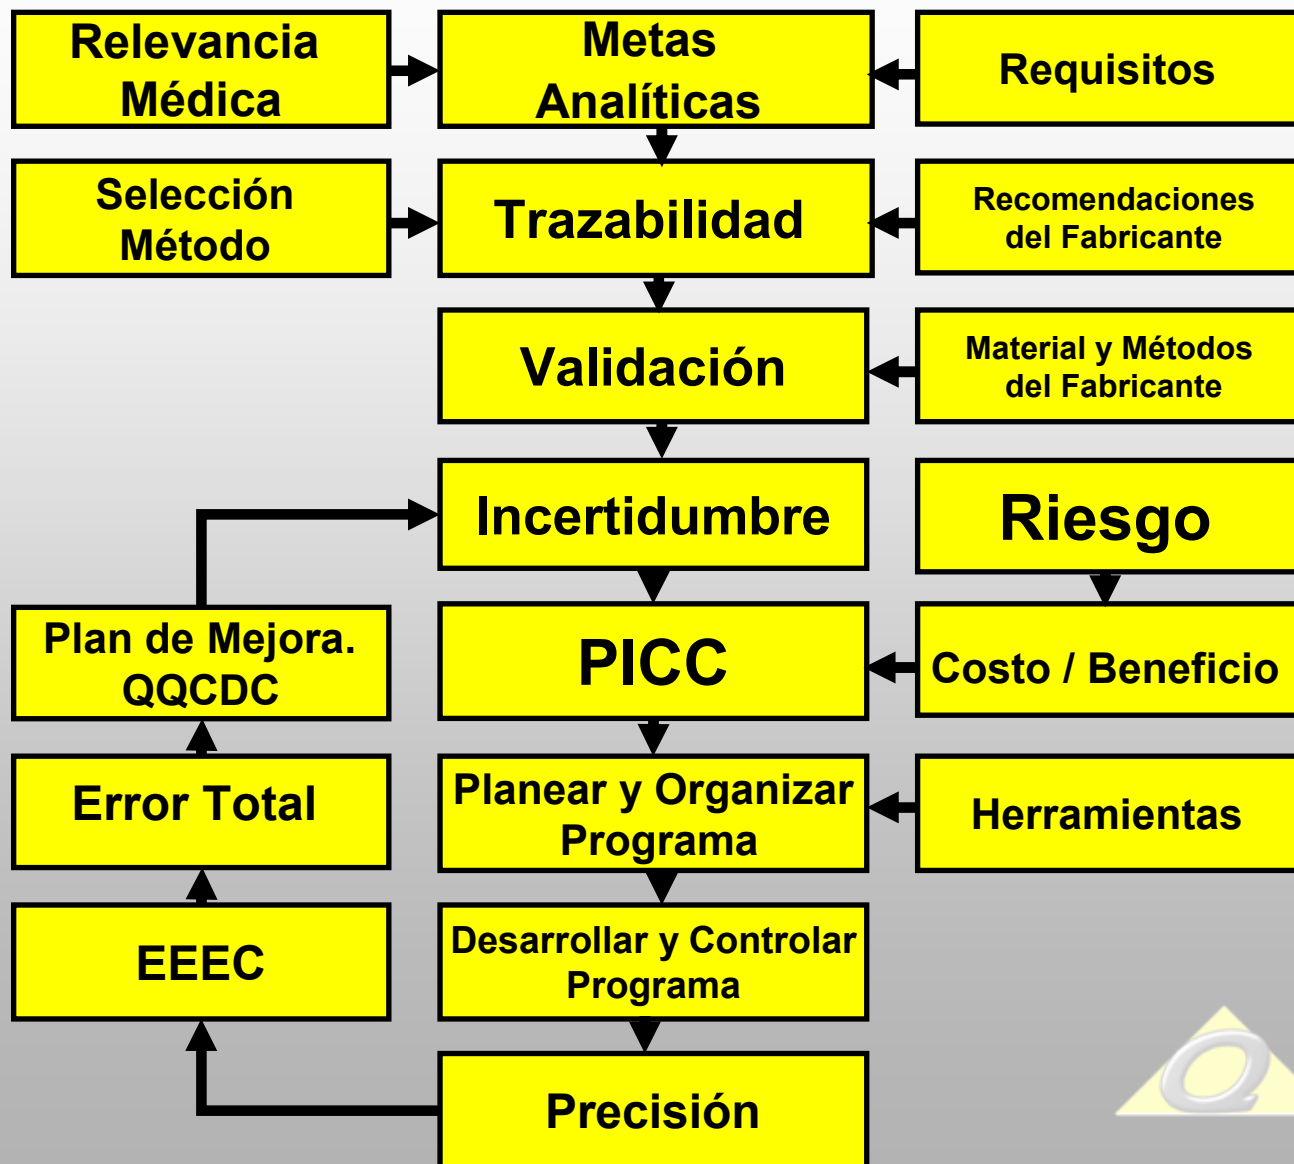 Relevancia
Médica
Metas
Analíticas
Requisitos
Selección
Método
Trazabilidad
Recomendaciones
del Fabricante
Validación
Material y Métodos
del Fabricante
Incertidumbre
Riesgo
Plan de Mejora.
QQCDC
PICC
Costo / Beneficio
Error Total
Planear y Organizar
Programa
Herramientas
EEEC
Desarrollar y Controlar
Programa
Precisión
Q